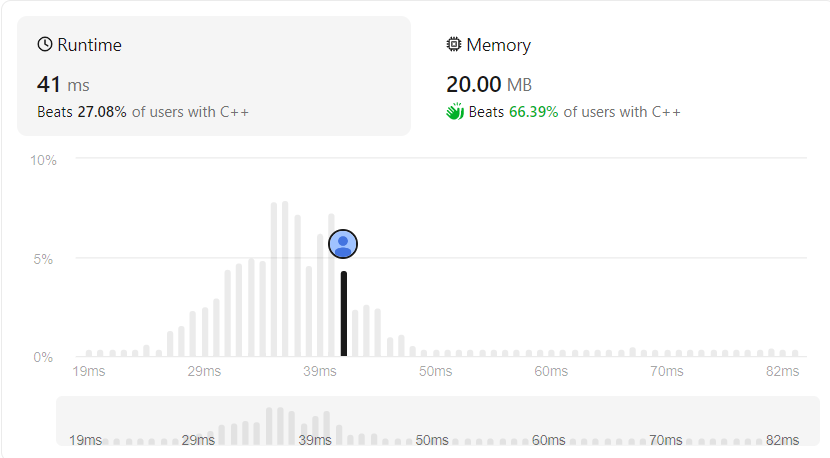 Runtime
41 ms
Beats 27.08% of users with C++
Memory
20.00 MB
Beats 66.39% of users with C++
10%
5%
0%
19ms 29ms 39ms 50ms 60ms 70ms 82ms
19ms 29ms 39ms 50ms 60ms 70ms 82ms